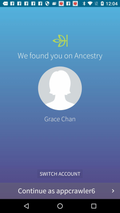 12:04
We found you on Ancestry
Grace Chan
SWITCH ACCOUNT
Continue as appcrawler6